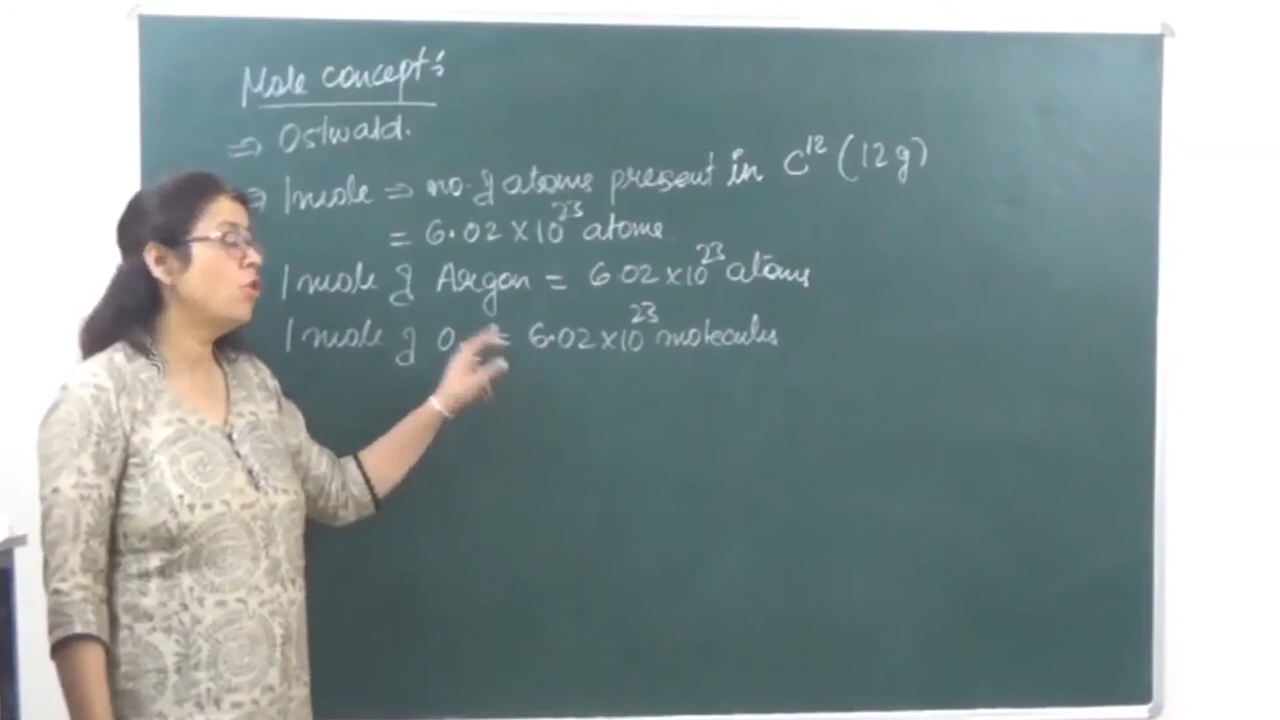 Mole concept:
⇒ Ostwald.
⇒ 1 mole ⇒ no. of atoms present in C¹² (12g)
= 6.02 × 10²³ atoms
1 mole of Argon = 6.02 × 10²³ atoms
1 mole of O = 6.02 × 10²³ molecules